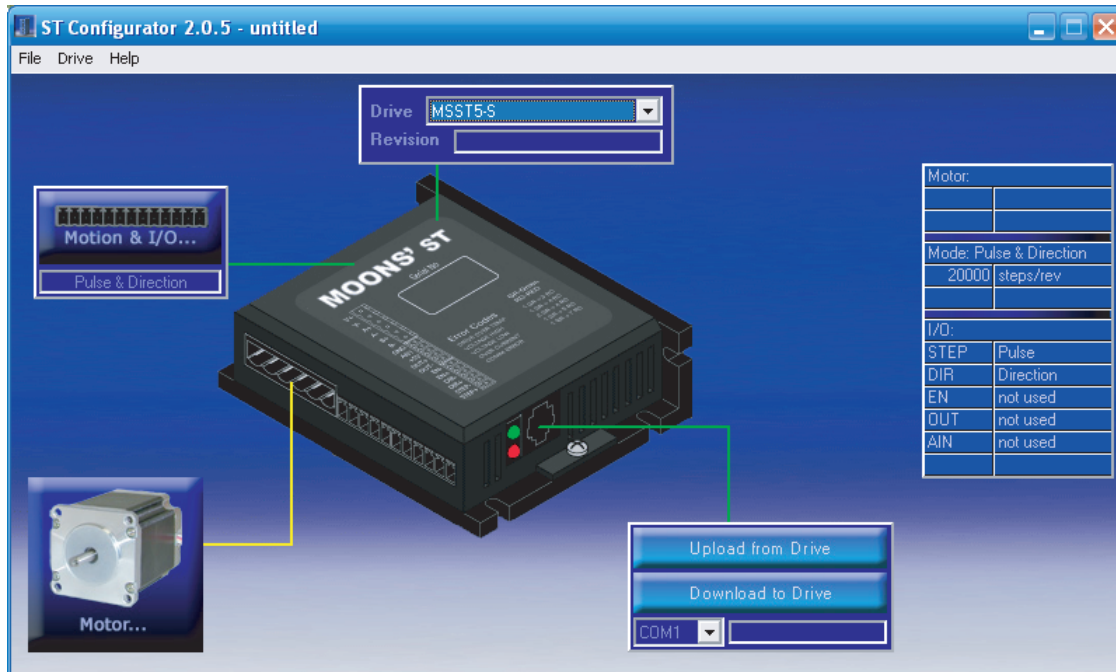 ST Configurator 2.0.5 - untitled
File Drive Help
Drive MSST5-S
Revision
Motion & I/O...
Pulse & Direction
MOONS' ST
Serial No
Error Codes
Motor:
Mode: Pulse & Direction
20000 steps/rev
I/O:
STEP Pulse
DIR Direction
EN not used
OUT not used
AIN not used
Motor...
Upload from Drive
Download to Drive
COM1